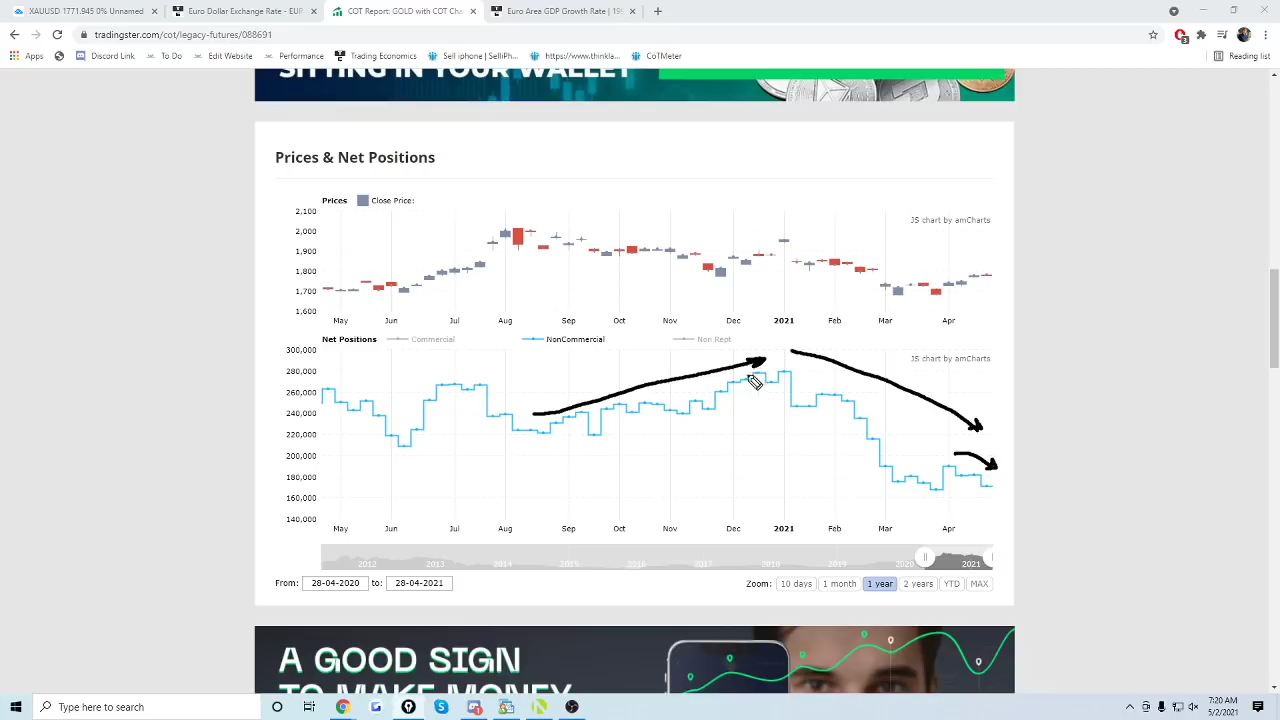 XAUUSD 1771.945 0% Unnamed
Euro Dollar Exchange Rate - EUR
COT Report: GOLD with COT Cha
Euro Area GDP Growth Rate | 199
tradingster.com/cot/legacy-futures/088691
Apps
Discord Link
To Do
Edit Website
Performance
Trading Economics
Sell iphone | SelliPh...
https://www.thinkla...
CoTMeter
Reading list
SITTING IN YOUR WALLET
Prices & Net Positions
Prices
Close Price:
JS chart by amCharts
2,100
2,000
1,900
1,800
1,700
1,600
May Jun Jul Aug Sep Oct Nov Dec 2021 Feb Mar Apr
Net Positions Commercial NonCommercial Non Rept
JS chart by amCharts
300,000
280,000
260,000
240,000
220,000
200,000
180,000
160,000
140,000
May Jun Jul Aug Sep Oct Nov Dec 2021 Feb Mar Apr
2012 2013 2014 2015 2016 2017 2018 2019 2020 2021
From: 28-04-2020 to: 28-04-2021
Zoom: 10 days 1 month 1 year 2 years YTD MAX
A GOOD SIGN
TO MAKE MONEY
Type here to search
7:20 AM
5/2/2021